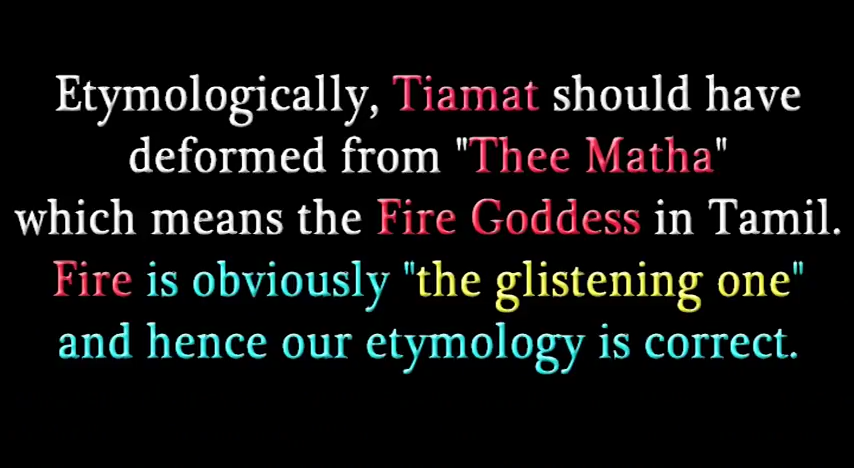 Etymologically, Tiamat should have
deformed from "Thee Matha"
which means the Fire Goddess in Tamil.
Fire is obviously "the glistening one"
and hence our etymology is correct.